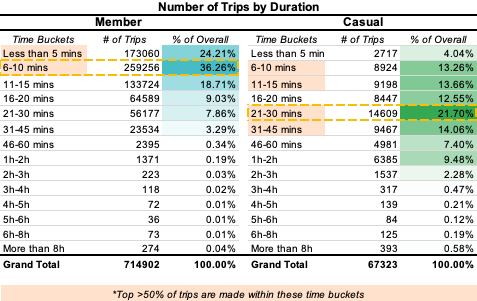 Number of Trips by Duration
Member Casual
Time Buckets # of Trips % of Overall Time Buckets # of Trips % of Overall
Less than 5 mins 173060 24.21% Less than 5 min 2717 4.04%
6-10 mins 259256 36.26% 6-10 mins 8924 13.26%
11-15 mins 133724 18.71% 11-15 mins 9198 13.66%
16-20 mins 64589 9.03% 16-20 mins 8447 12.55%
21-30 mins 56177 7.86% 21-30 mins 14609 21.70%
31-45 mins 23534 3.29% 31-45 mins 9467 14.06%
46-60 mins 2395 0.34% 46-60 mins 4981 7.40%
1h-2h 1371 0.19% 1h-2h 6385 9.48%
2h-3h 223 0.03% 2h-3h 1537 2.28%
3h-4h 118 0.02% 3h-4h 317 0.47%
4h-5h 72 0.01% 4h-5h 139 0.21%
5h-6h 36 0.01% 5h-6h 84 0.12%
6h-8h 73 0.01% 6h-8h 125 0.19%
More than 8h 274 0.04% More than 8h 393 0.58%
Grand Total 714902 100.00% Grand Total 67323 100.00%
*Top >50% of trips are made within these time buckets